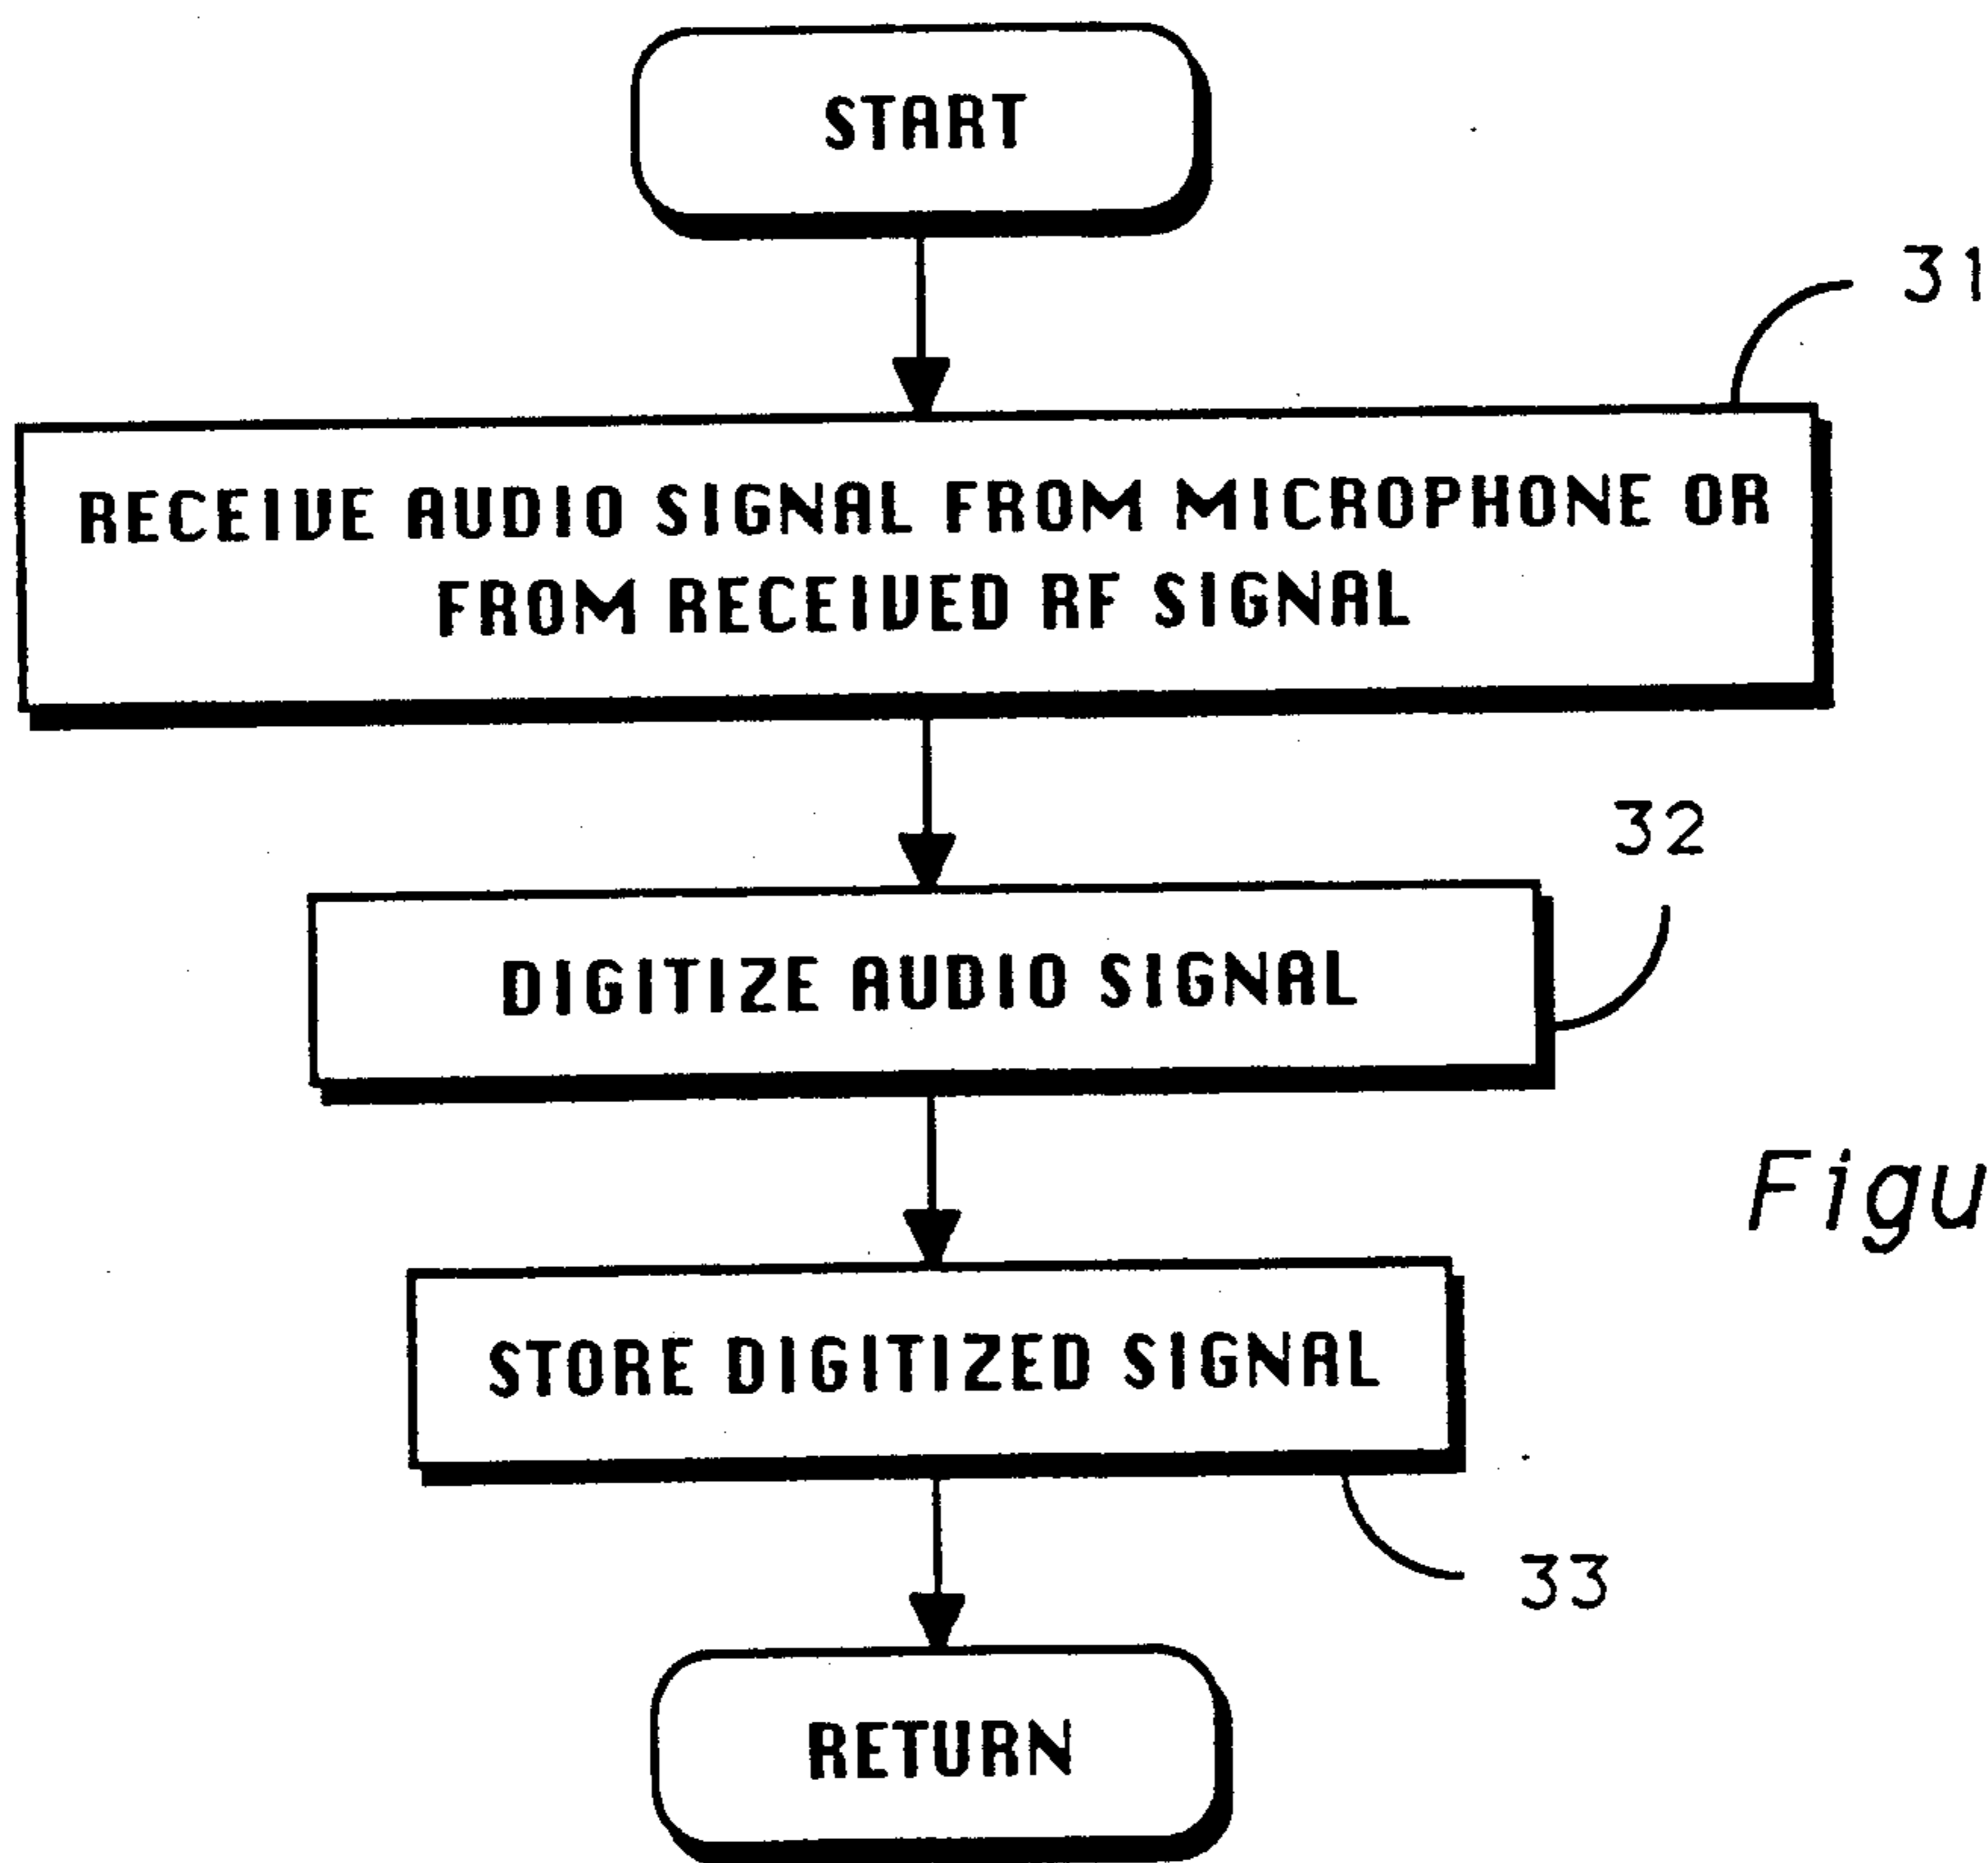 START
31
RECEIVE AUDIO SIGNAL FROM MICROPHONE OR
FROM RECEIVED RF SIGNAL
32
DIGITIZE AUDIO SIGNAL
Figu
STORE DIGITIZED SIGNAL
33
RETURN